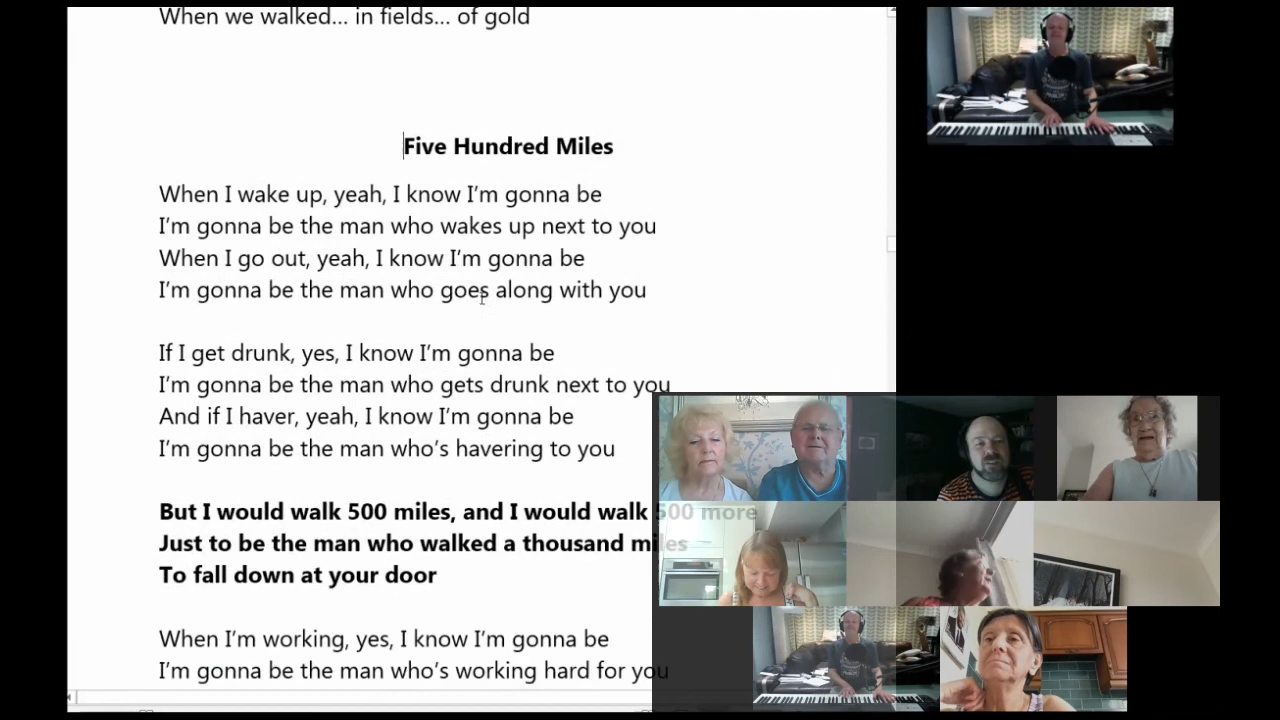 When we walked… in fields… of gold
Five Hundred Miles
When I wake up, yeah, I know I’m gonna be
I’m gonna be the man who wakes up next to you
When I go out, yeah, I know I’m gonna be
I’m gonna be the man who goes along with you
If I get drunk, yes, I know I’m gonna be
I’m gonna be the man who gets drunk next to you
And if I haver, yeah, I know I’m gonna be
I’m gonna be the man who’s havering to you
But I would walk 500 miles, and I would walk 500 more
Just to be the man who walked a thousand miles
To fall down at your door
When I’m working, yes, I know I’m gonna be
I’m gonna be the man who’s working hard for you